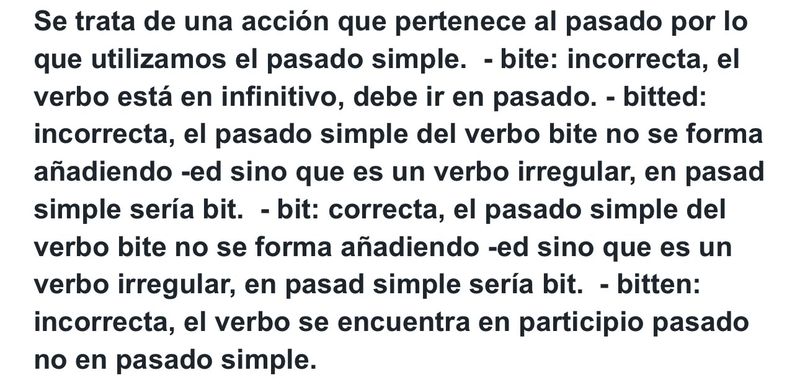 Se trata de una acción que pertenece al pasado por lo
que utilizamos el pasado simple.  - bite: incorrecta, el
verbo está en infinitivo, debe ir en pasado. - bitted:
incorrecta, el pasado simple del verbo bite no se forma
añadiendo -ed sino que es un verbo irregular, en pasad
simple sería bit.  - bit: correcta, el pasado simple del
verbo bite no se forma añadiendo -ed sino que es un
verbo irregular, en pasad simple sería bit.  - bitten:
incorrecta, el verbo se encuentra en participio pasado
no en pasado simple.